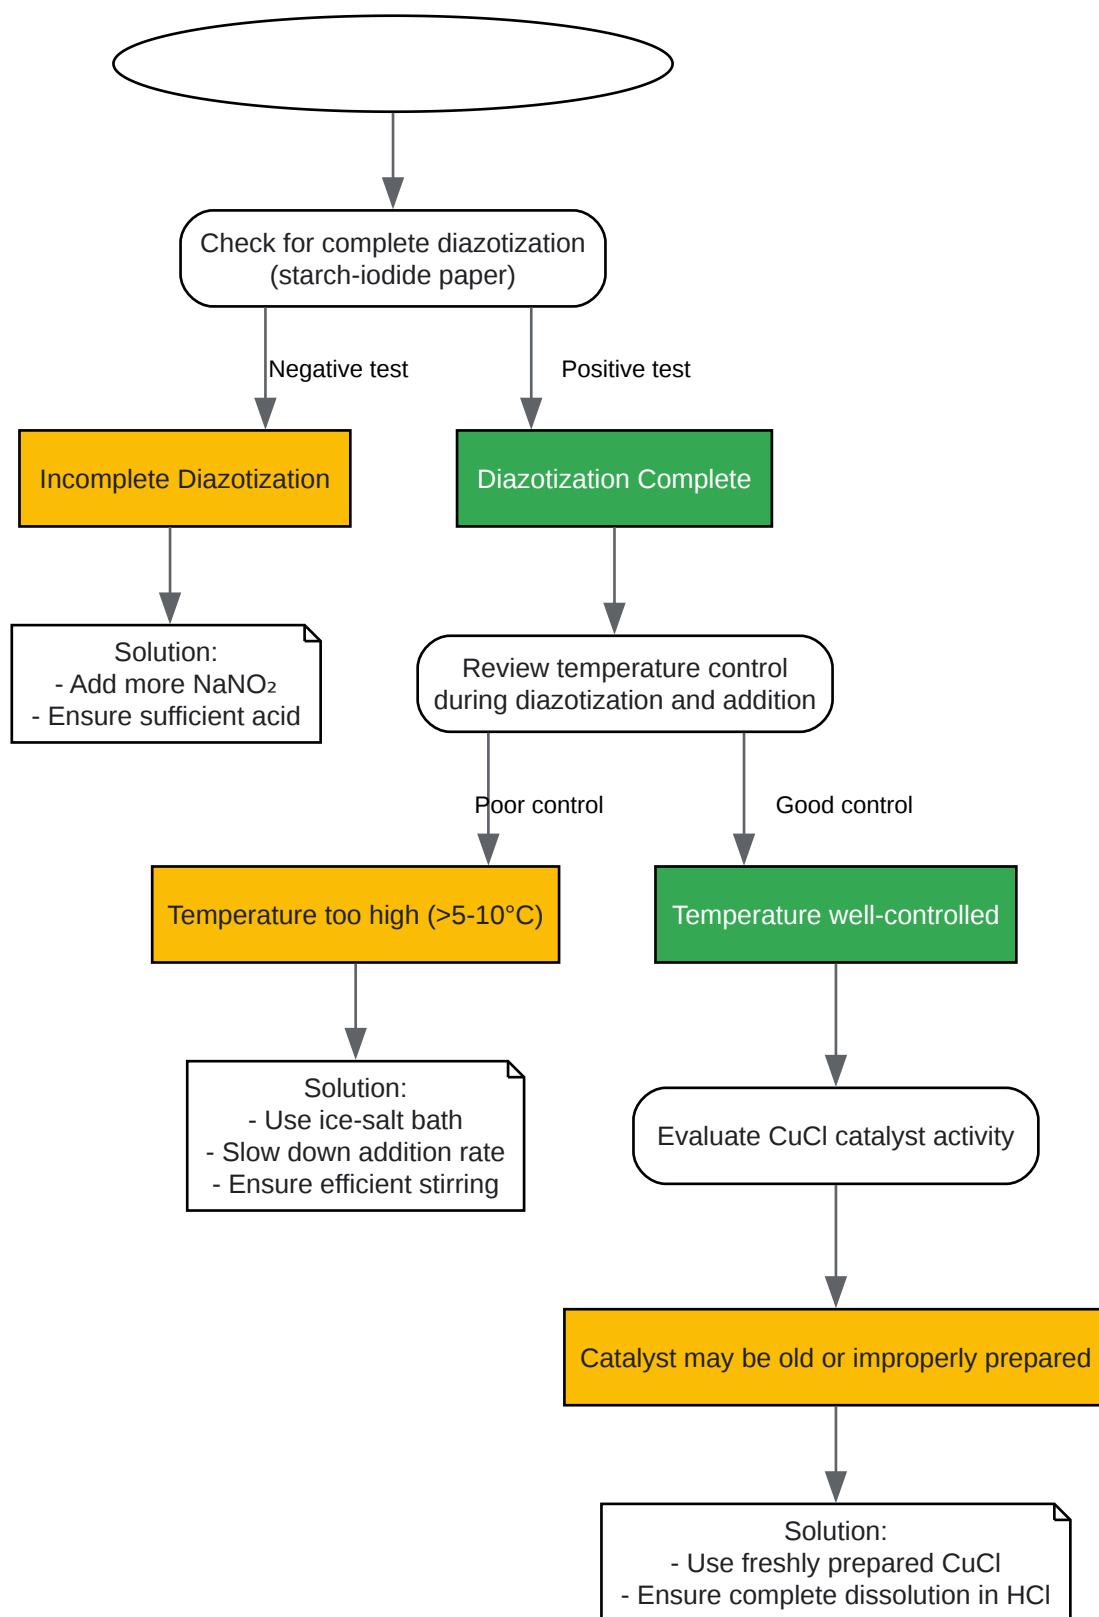 Check for complete diazotization
(starch-iodide paper)
Negative test
Positive test
Incomplete Diazotization
Diazotization Complete
Solution:
- Add more NaNO₂
- Ensure sufficient acid
Review temperature control
during diazotization and addition
Poor control
Good control
Temperature too high (>5-10°C)
Temperature well-controlled
Solution:
- Use ice-salt bath
- Slow down addition rate
- Ensure efficient stirring
Evaluate CuCl catalyst activity
Catalyst may be old or improperly prepared
Solution:
- Use freshly prepared CuCl
- Ensure complete dissolution in HCl